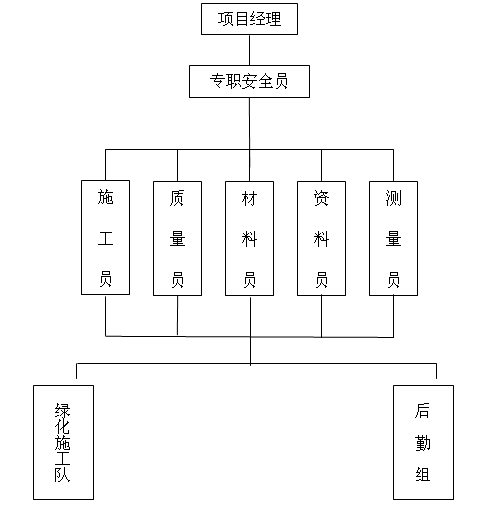 项目经理
专职安全员
施工员
质量员
材料员
资料员
测量员
绿化施工队
后勤组